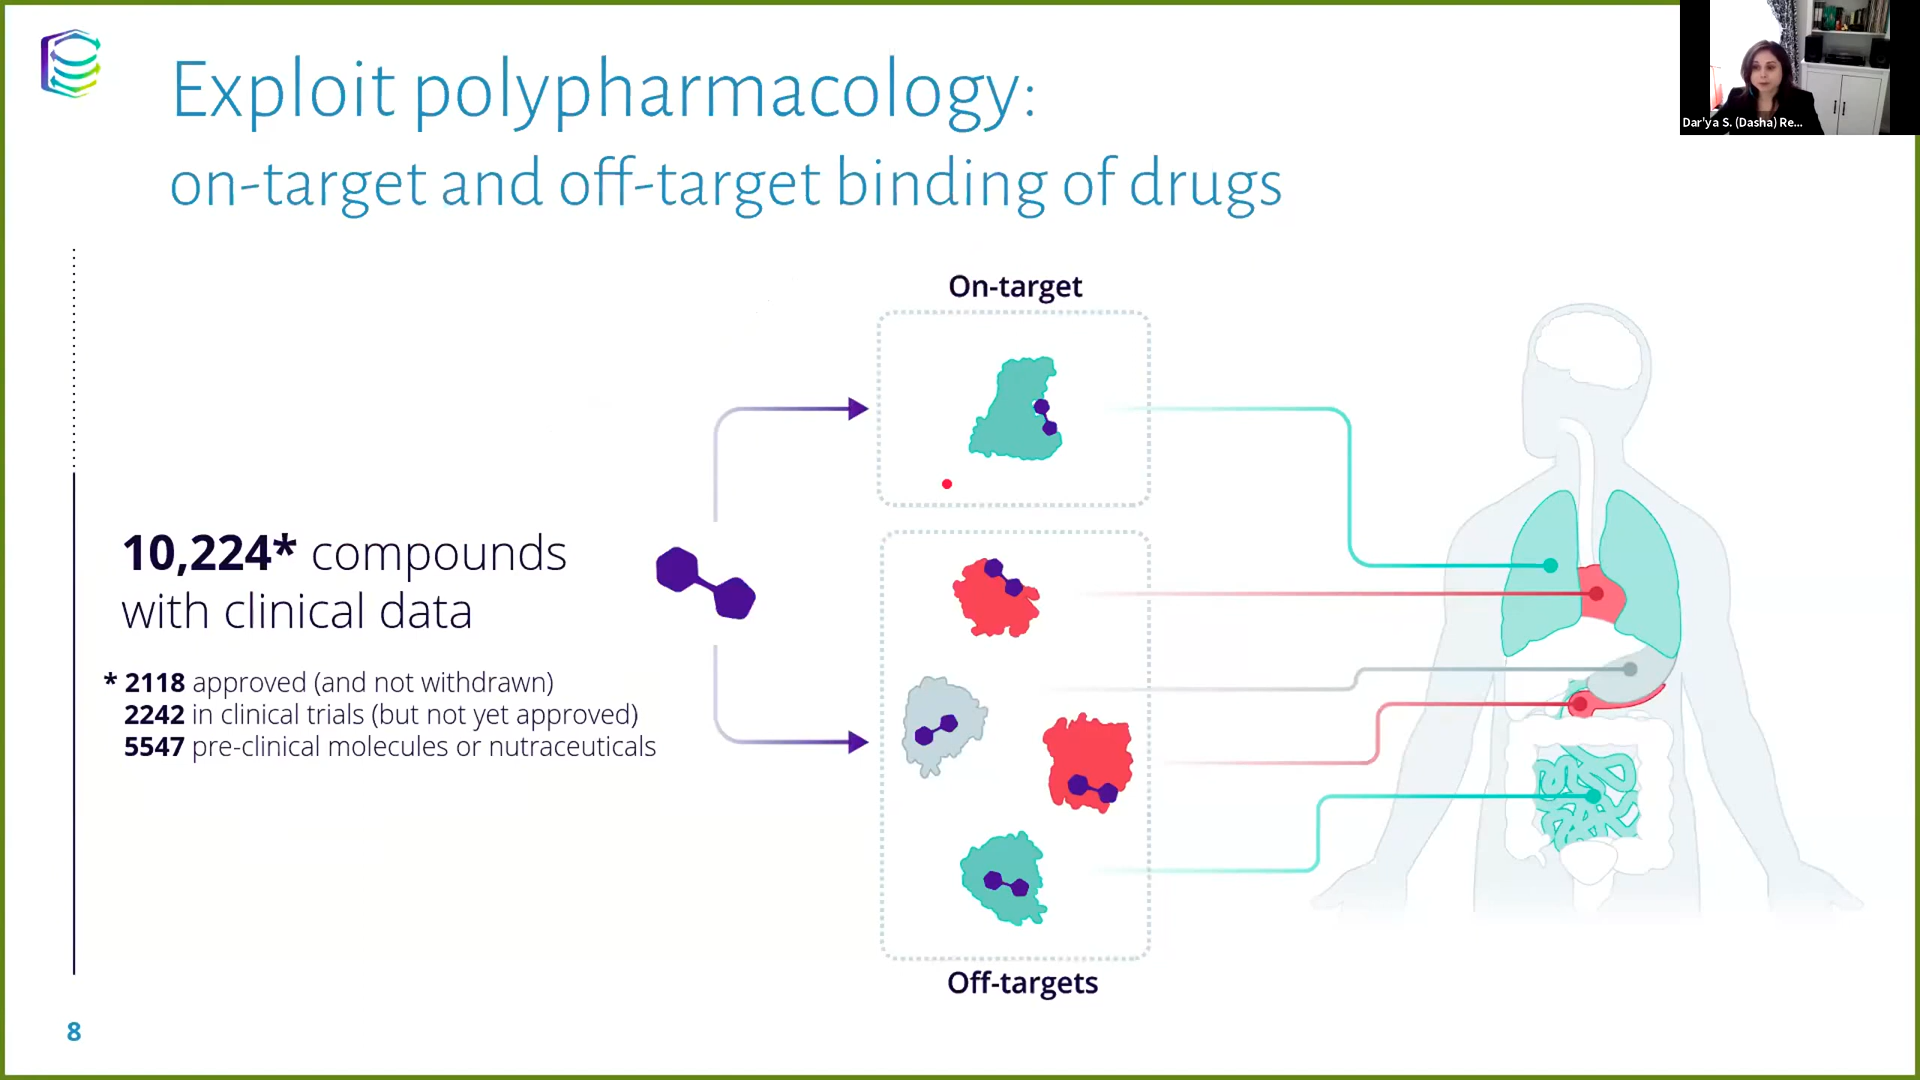 Exploit polypharmacology:
on-target and off-target binding of drugs
Dar'ya S. (Dasha) Re...
On-target
10,224* compounds
with clinical data
* 2118 approved (and not withdrawn)
2242 in clinical trials (but not yet approved)
5547 pre-clinical molecules or nutraceuticals
Off-targets
8